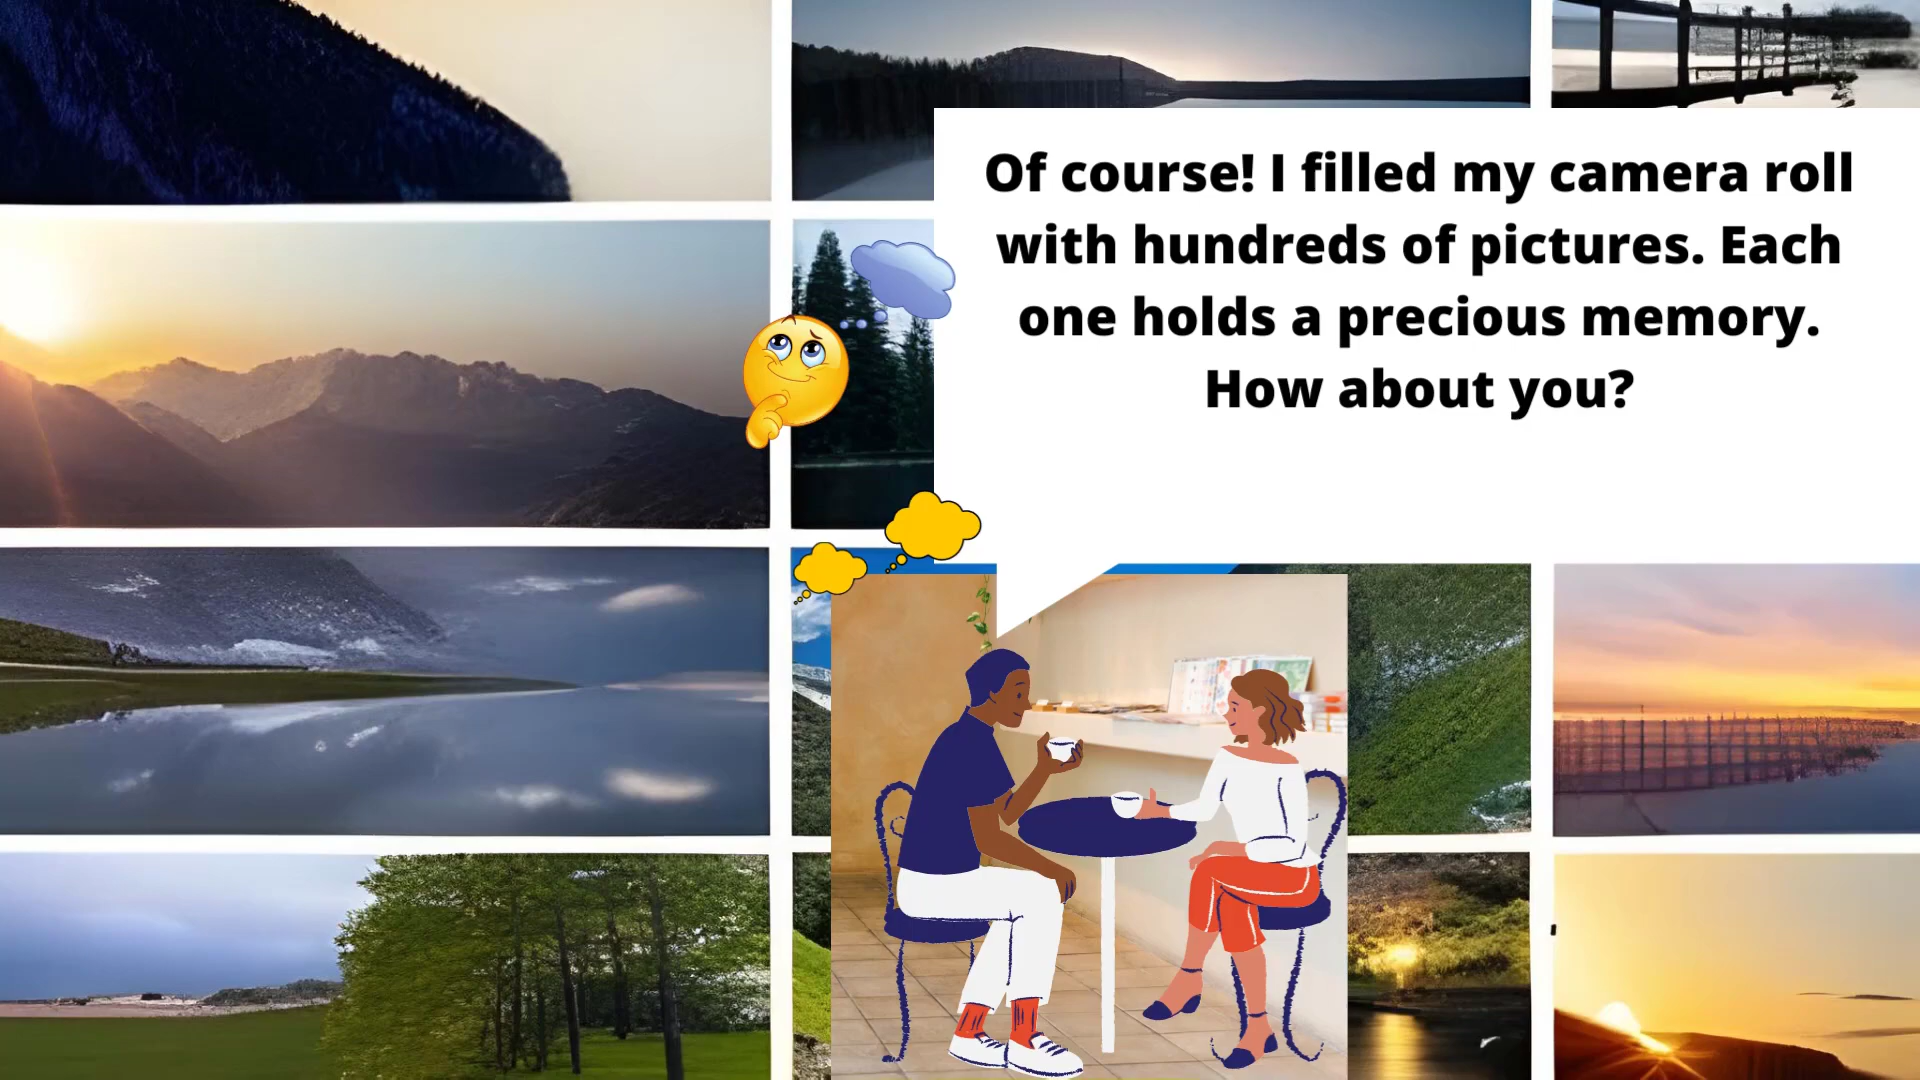 Of course! I filled my camera roll
with hundreds of pictures. Each
one holds a precious memory.
How about you?